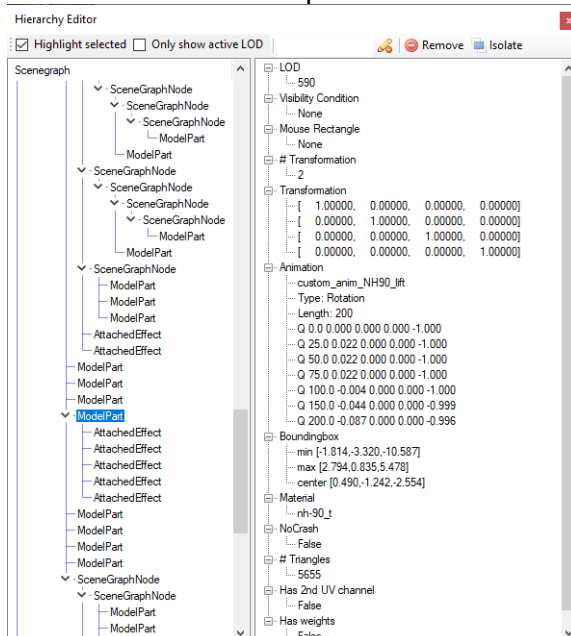 Hierarchy Editor
x
Highlight selected Only show active LOD Remove Isolate
Scenegraph
SceneGraphNode
SceneGraphNode
SceneGraphNode
ModelPart
ModelPart
SceneGraphNode
SceneGraphNode
SceneGraphNode
SceneGraphNode
ModelPart
ModelPart
SceneGraphNode
ModelPart
ModelPart
ModelPart
AttachedEffect
AttachedEffect
ModelPart
ModelPart
ModelPart
ModelPart
AttachedEffect
AttachedEffect
AttachedEffect
AttachedEffect
AttachedEffect
ModelPart
ModelPart
ModelPart
ModelPart
SceneGraphNode
SceneGraphNode
ModelPart
ModelPart
LOD
590
Visibility Condition
None
Mouse Rectangle
None
# Transformation
2
Transformation
[ 1.00000, 0.00000, 0.00000, 0.00000]
[ 0.00000, 1.00000, 0.00000, 0.00000]
[ 0.00000, 0.00000, 1.00000, 0.00000]
[ 0.00000, 0.00000, 0.00000, 1.00000]
Animation
custom_anim_NH90_lift
Type: Rotation
Length: 200
Q 0.0 0.000 0.000 0.000 -1.000
Q 25.0 0.022 0.000 0.000 -1.000
Q 50.0 0.022 0.000 0.000 -1.000
Q 75.0 0.022 0.000 0.000 -1.000
Q 100.0 -0.004 0.000 0.000 -1.000
Q 150.0 -0.044 0.000 0.000 -0.999
Q 200.0 -0.087 0.000 0.000 -0.996
Boundingbox
min [-1.814,-3.320,-10.587]
max [2.794,0.835,5.478]
center [0.490,-1.242,-2.554]
Material
nh-90_t
NoCrash
False
# Triangles
5655
Has 2nd UV channel
False
Has weights
False